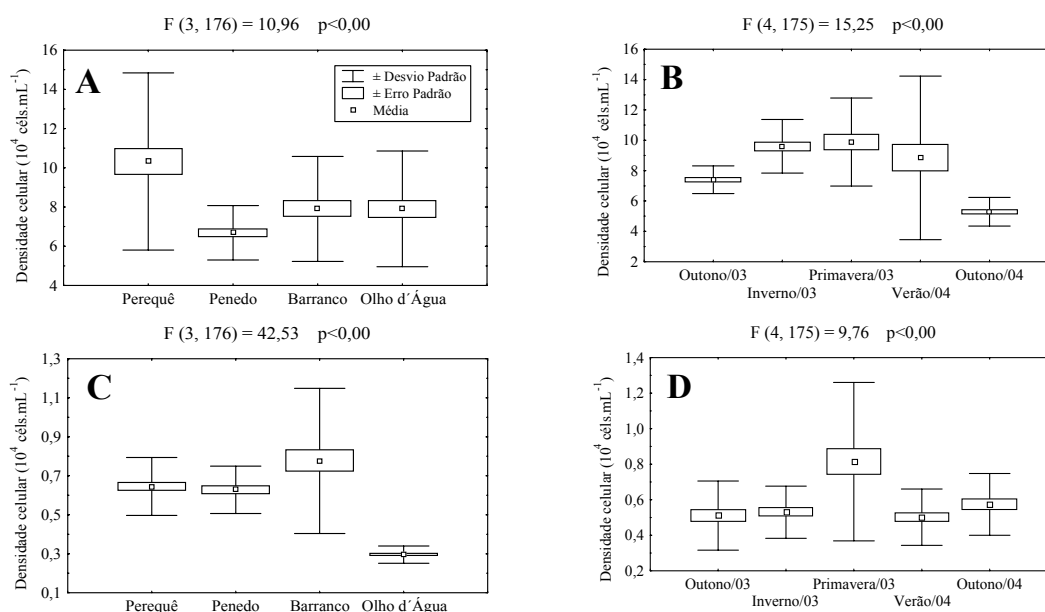 F (3, 176) = 10,96 p<0,00
A
Densidade celular (10⁴ céls.mL⁻¹)
16
14
12
10
8
6
4
± Desvio Padrão
± Erro Padrão
Média
Perequê Penedo Barranco Olho d´Água
F (4, 175) = 15,25 p<0,00
B
Densidade celular (10⁴ céls.mL⁻¹)
16
14
12
10
8
6
4
2
Outono/03 Primavera/03 Outono/04
Inverno/03 Verão/04
F (3, 176) = 42,53 p<0,00
C
Densidade celular (10⁴ céls.mL⁻¹)
1,3
1,1
0,9
0,7
0,5
0,3
0,1
Perequê Penedo Barranco Olho d´Água
F (4, 175) = 9,76 p<0,00
D
Densidade celular (10⁴ céls.mL⁻¹)
1,4
1,2
1,0
0,8
0,6
0,4
0,2
Outono/03 Primavera/03 Outono/04
Inverno/03 Verão/04